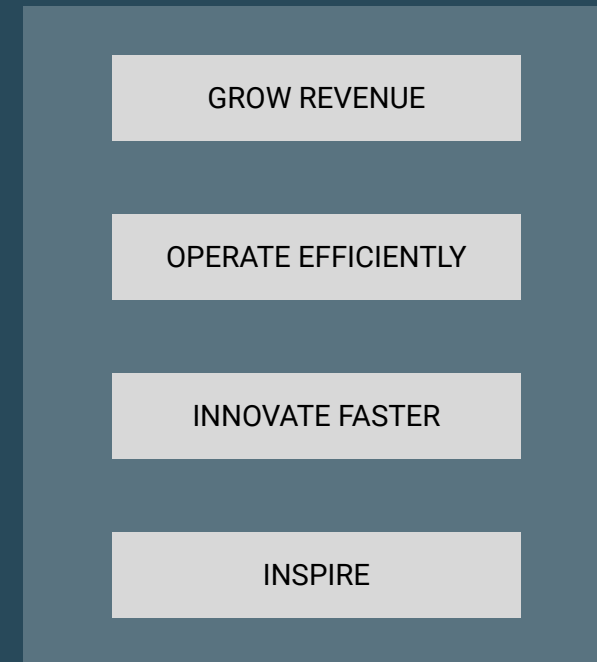 GROW REVENUE
OPERATE EFFICIENTLY
INNOVATE FASTER
INSPIRE